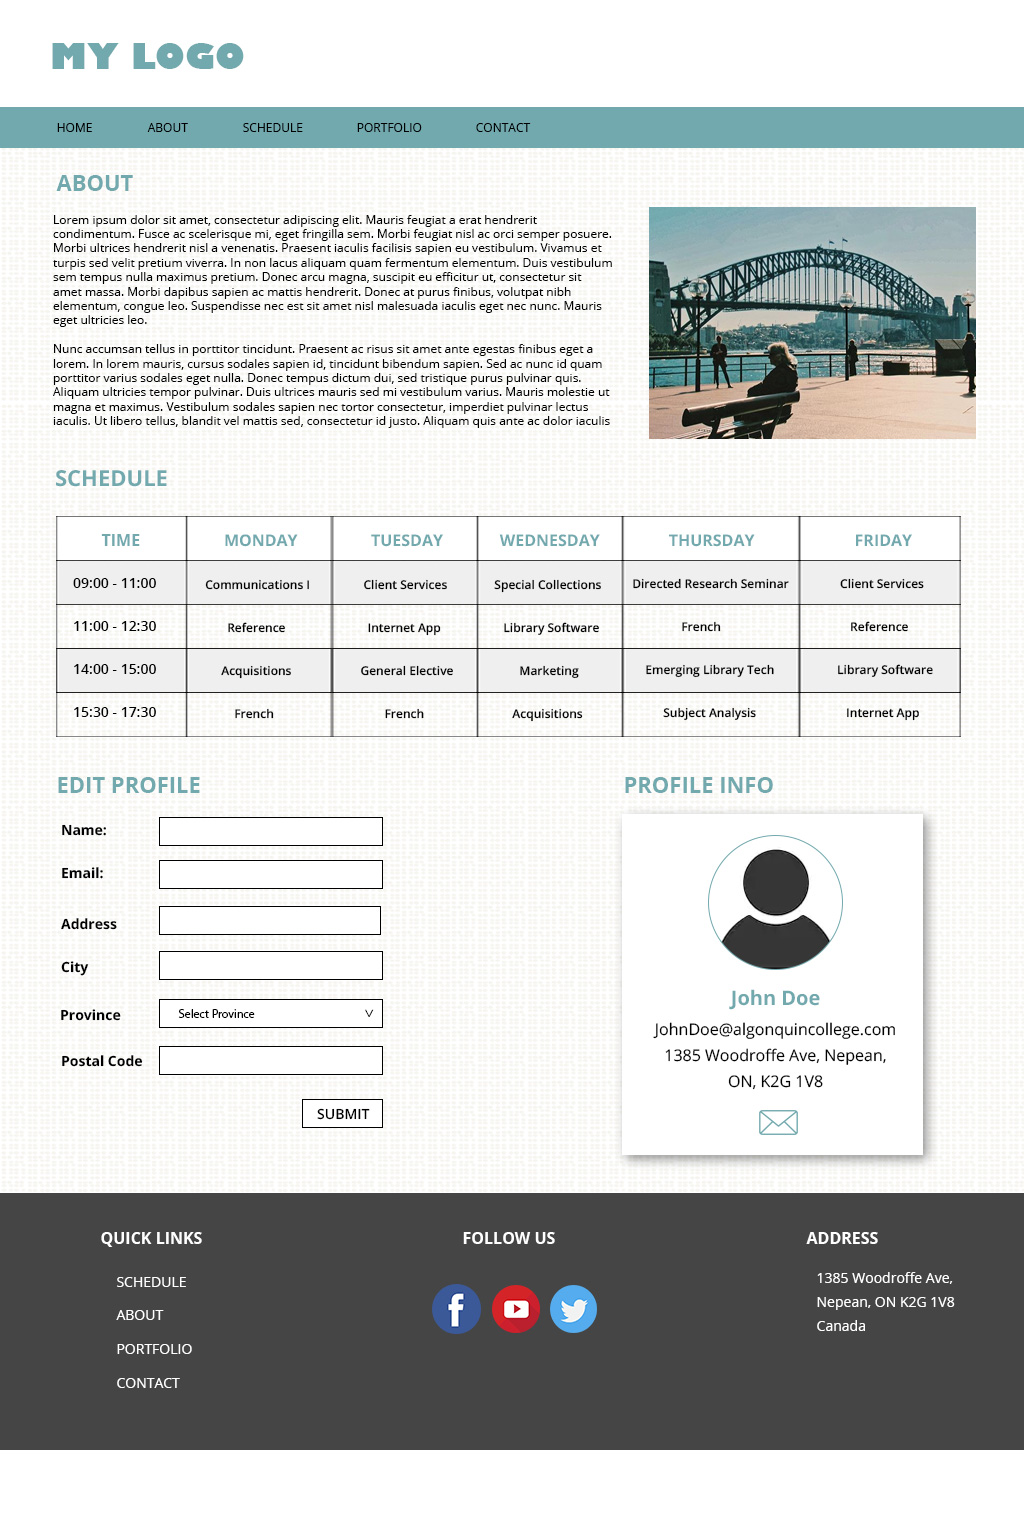 MY LOGO
HOME ABOUT SCHEDULE PORTFOLIO CONTACT
ABOUT
Lorem ipsum dolor sit amet, consectetur adipiscing elit. Mauris feugiat a erat hendrerit
condimentum. Fusce ac scelerisque mi, eget fringilla sem. Morbi feugiat nisl ac orci semper posuere.
Morbi ultrices hendrerit nisl a venenatis. Praesent iaculis facilisis sapien eu vestibulum. Vivamus et
turpis sed velit pretium viverra. In non lacus aliquam quam fermentum elementum. Duis vestibulum
sem tempus nulla maximus pretium. Donec arcu magna, suscipit eu efficitur ut, consectetur sit
amet massa. Morbi dapibus sapien ac mattis hendrerit. Donec at purus finibus, volutpat nibh
elementum, congue leo. Suspendisse nec est sit amet nisl malesuada iaculis eget nec nunc. Mauris
eget ultricies leo.
Nunc accumsan tellus in porttitor tincidunt. Praesent ac risus sit amet ante egestas finibus eget a
lorem. In lorem mauris, cursus sodales sapien id, tincidunt bibendum sapien. Sed ac nunc id quam
porttitor varius sodales eget nulla. Donec tempus dictum dui, sed tristique purus pulvinar quis.
Aliquam ultricies tempor pulvinar. Duis ultrices mauris sed mi vestibulum varius. Mauris molestie ut
magna et maximus. Vestibulum sodales sapien nec tortor consectetur, imperdiet pulvinar lectus
iaculis. Ut libero tellus, blandit vel mattis sed, consectetur id justo. Aliquam quis ante ac dolor iaculis
SCHEDULE
TIME MONDAY TUESDAY WEDNESDAY THURSDAY FRIDAY
09:00 - 11:00 Communications I Client Services Special Collections Directed Research Seminar Client Services
11:00 - 12:30 Reference Internet App Library Software French Reference
14:00 - 15:00 Acquisitions General Elective Marketing Emerging Library Tech Library Software
15:30 - 17:30 French French Acquisitions Subject Analysis Internet App
EDIT PROFILE
Name:
Email:
Address
City
Province Select Province
Postal Code
SUBMIT
PROFILE INFO
John Doe
JohnDoe@algonquincollege.com
1385 Woodroffe Ave, Nepean,
ON, K2G 1V8
QUICK LINKS
SCHEDULE
ABOUT
PORTFOLIO
CONTACT
FOLLOW US
ADDRESS
1385 Woodroffe Ave,
Nepean, ON K2G 1V8
Canada